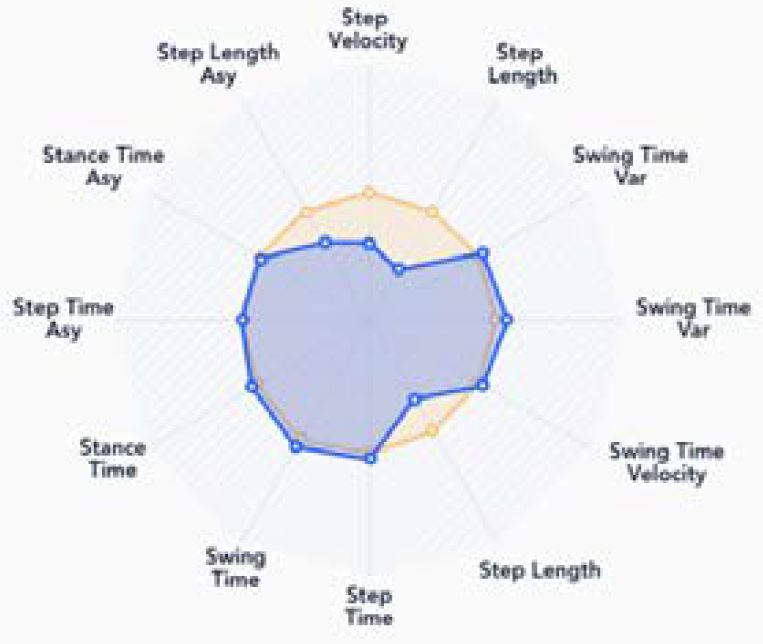 Step
Velocity
Step
Length
Swing Time
Var
Swing Time
Var
Swing Time
Velocity
Step Length
Step
Time
Swing
Time
Stance
Time
Step Time
Asy
Stance Time
Asy
Step Length
Asy